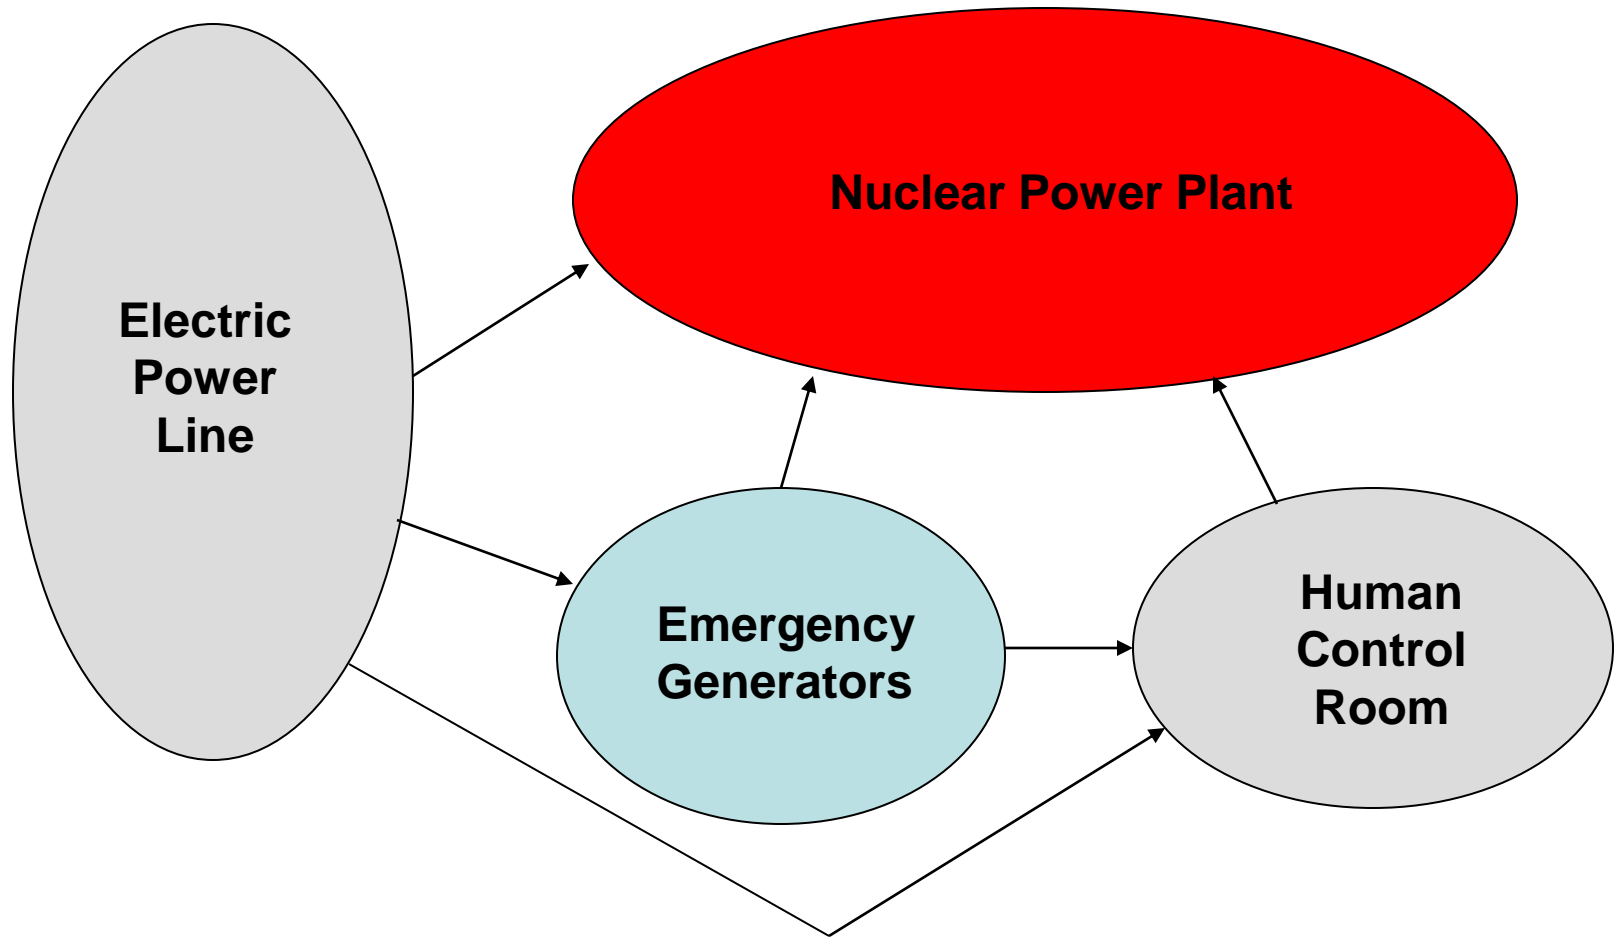 Nuclear Power Plant
Electric
Power
Line
Emergency
Generators
Human
Control
Room